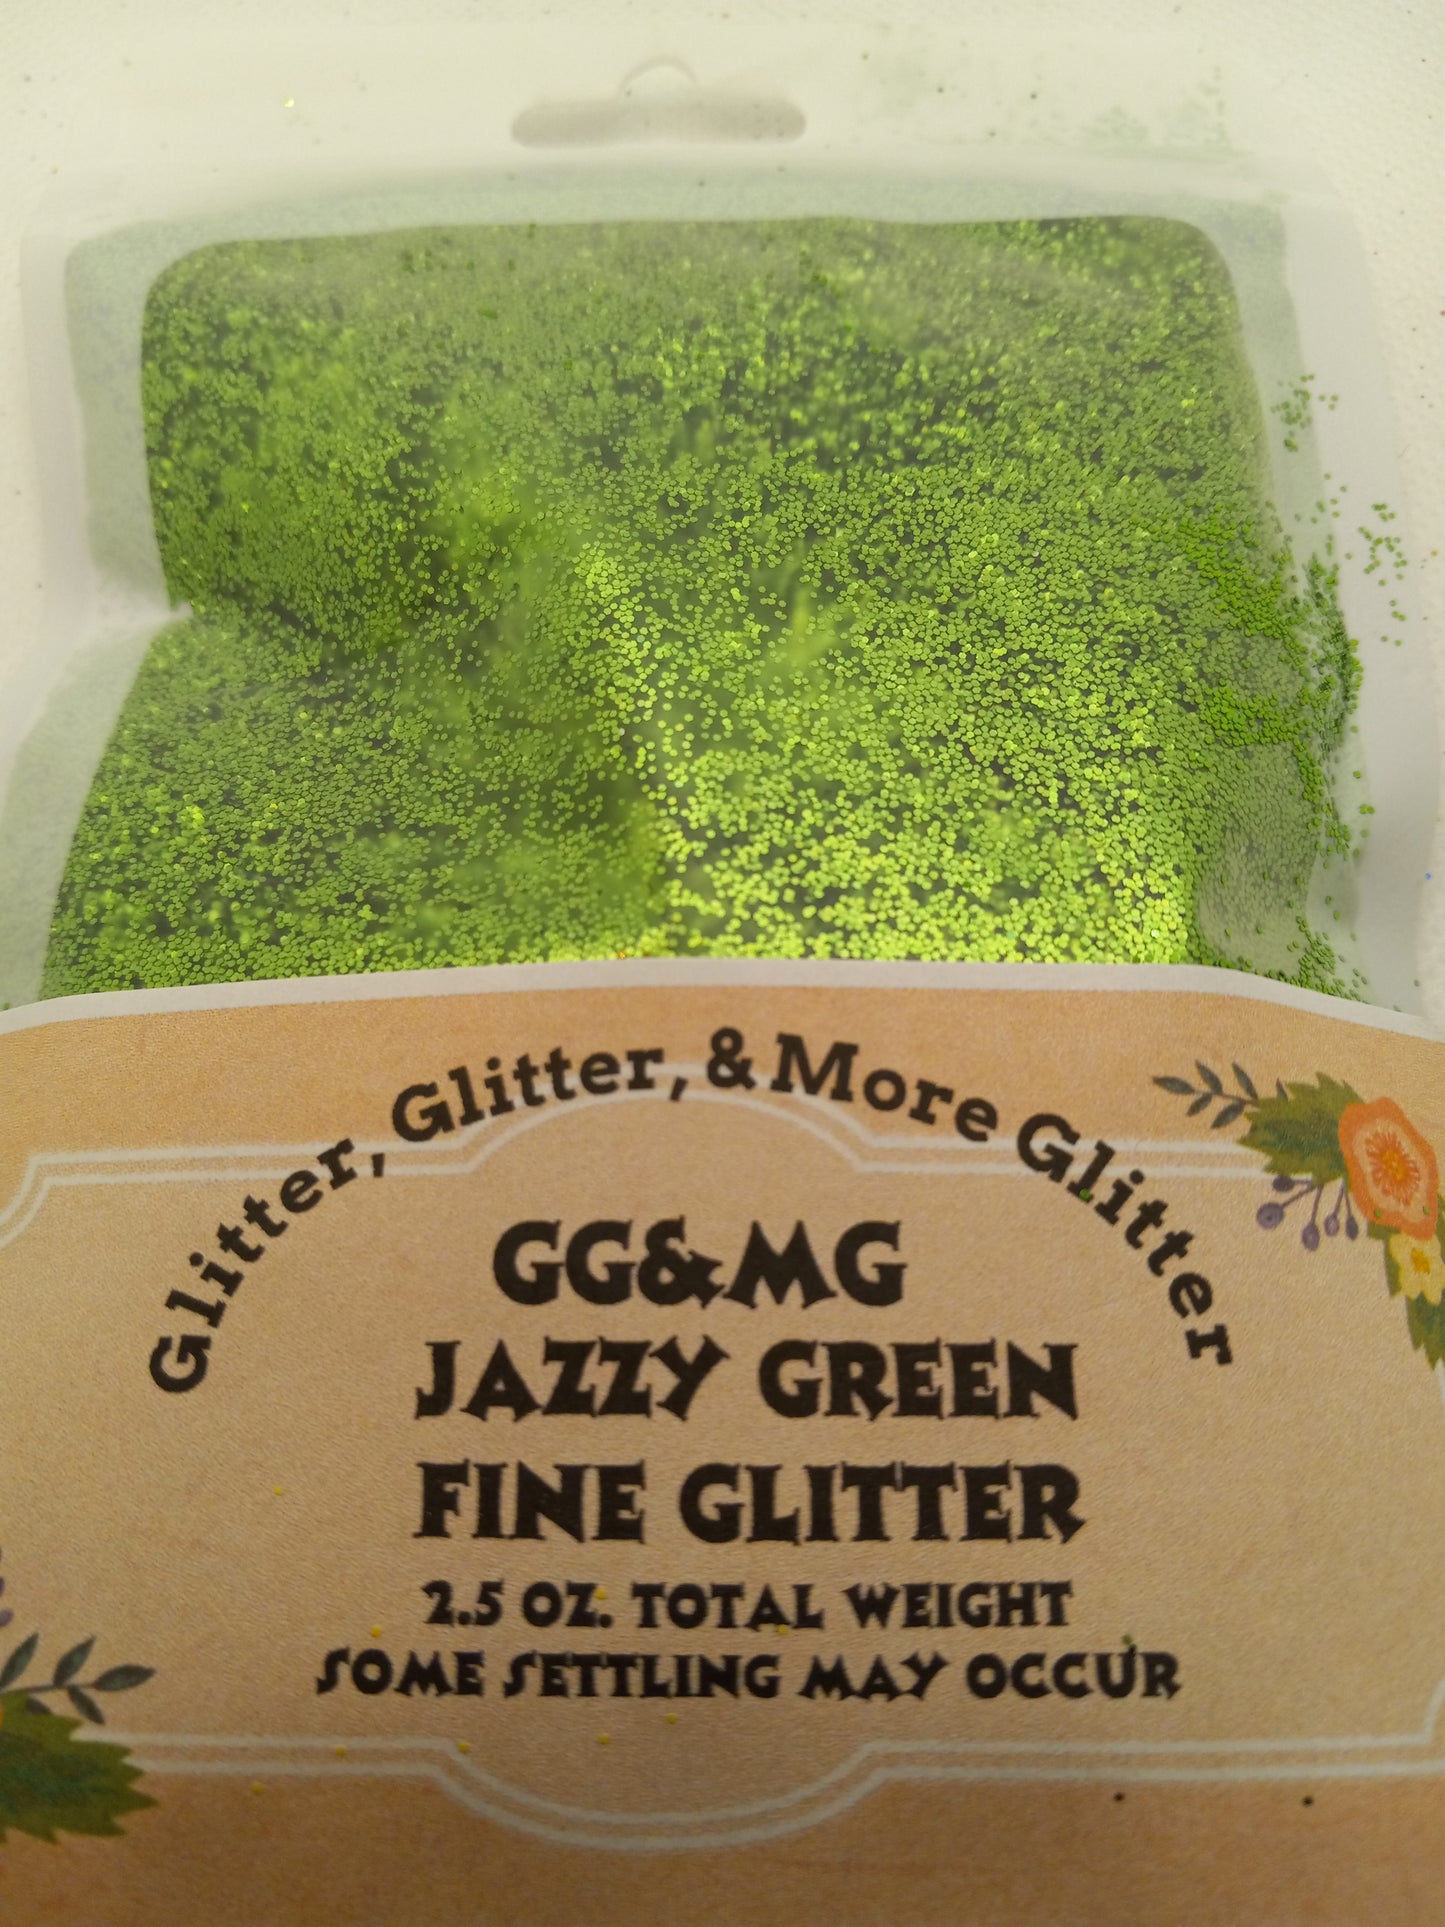 Glitter, Glitter, & More Glitter
GG&MG
JAZZY GREEN
FINE GLITTER
2.5 OZ. TOTAL WEIGHT
SOME SETTLING MAY OCCUR